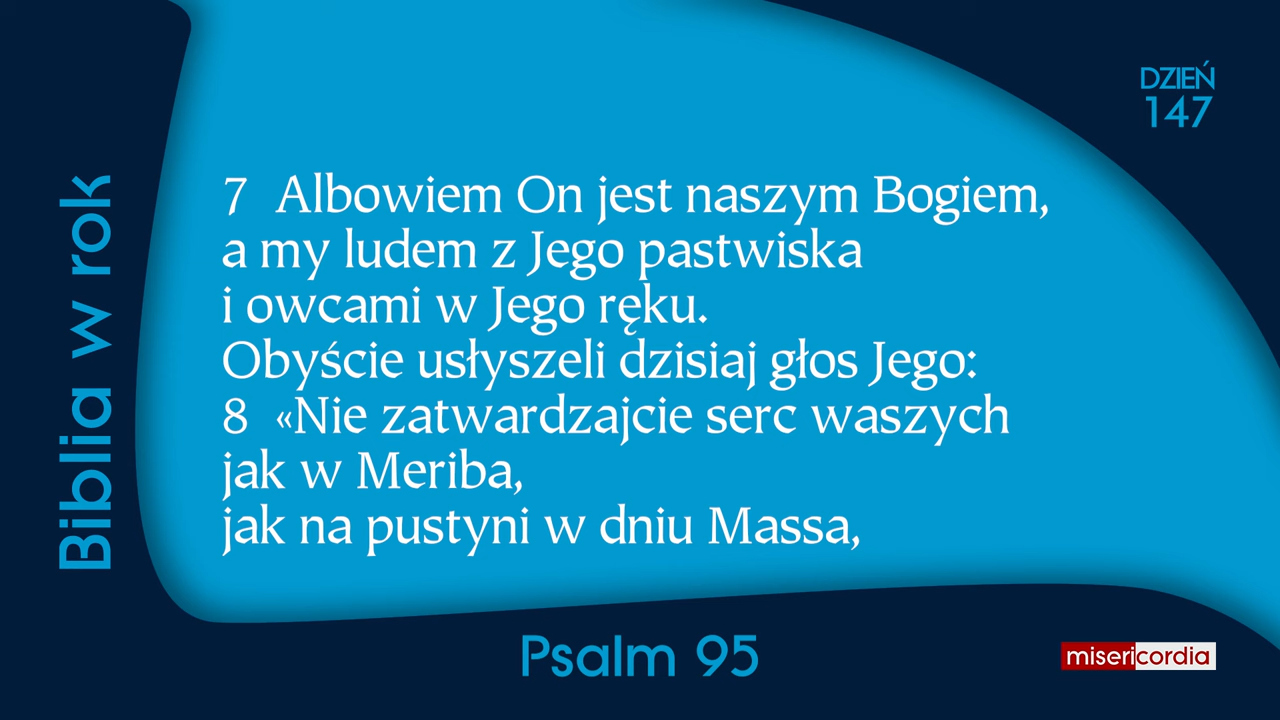 DZIEŃ
147
Biblia w rok
7 Albowiem On jest naszym Bogiem,
a my ludem z Jego pastwiska
i owcami w Jego ręku.
Obyście usłyszeli dzisiaj głos Jego:
8 «Nie zatwardzajcie serc waszych
jak w Meriba,
jak na pustyni w dniu Massa,
Psalm 95
misericordia